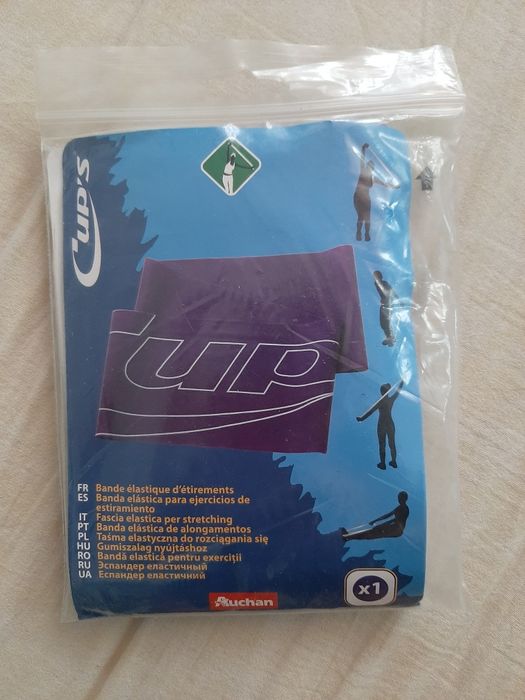 'UP'S
'UP
FR Bande élastique d'étirements
ES Banda elástica para ejercicios de
estiramiento
IT Fascia elastica per stretching
PT Banda elástica de alongamentos
PL Taśma elastyczna do rozciągania się
HU Gumiszalag nyújtáshoz
RO Bandă elastică pentru exerciții
RU Эспандер еластичный
UA Еспандер еластичний
Auchan
x1